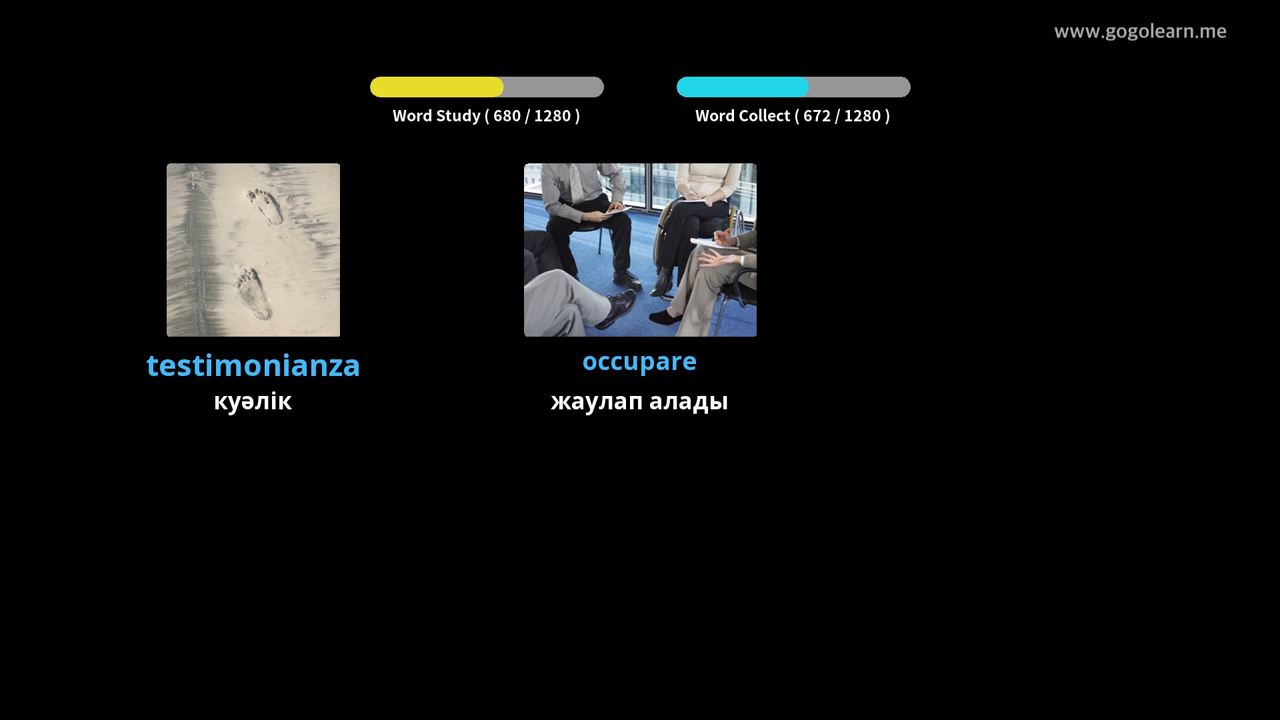 www.gogolearn.me
Word Study ( 680 / 1280 )
Word Collect ( 672 / 1280 )
testimonianza
куәлік
occupare
жаулап алады